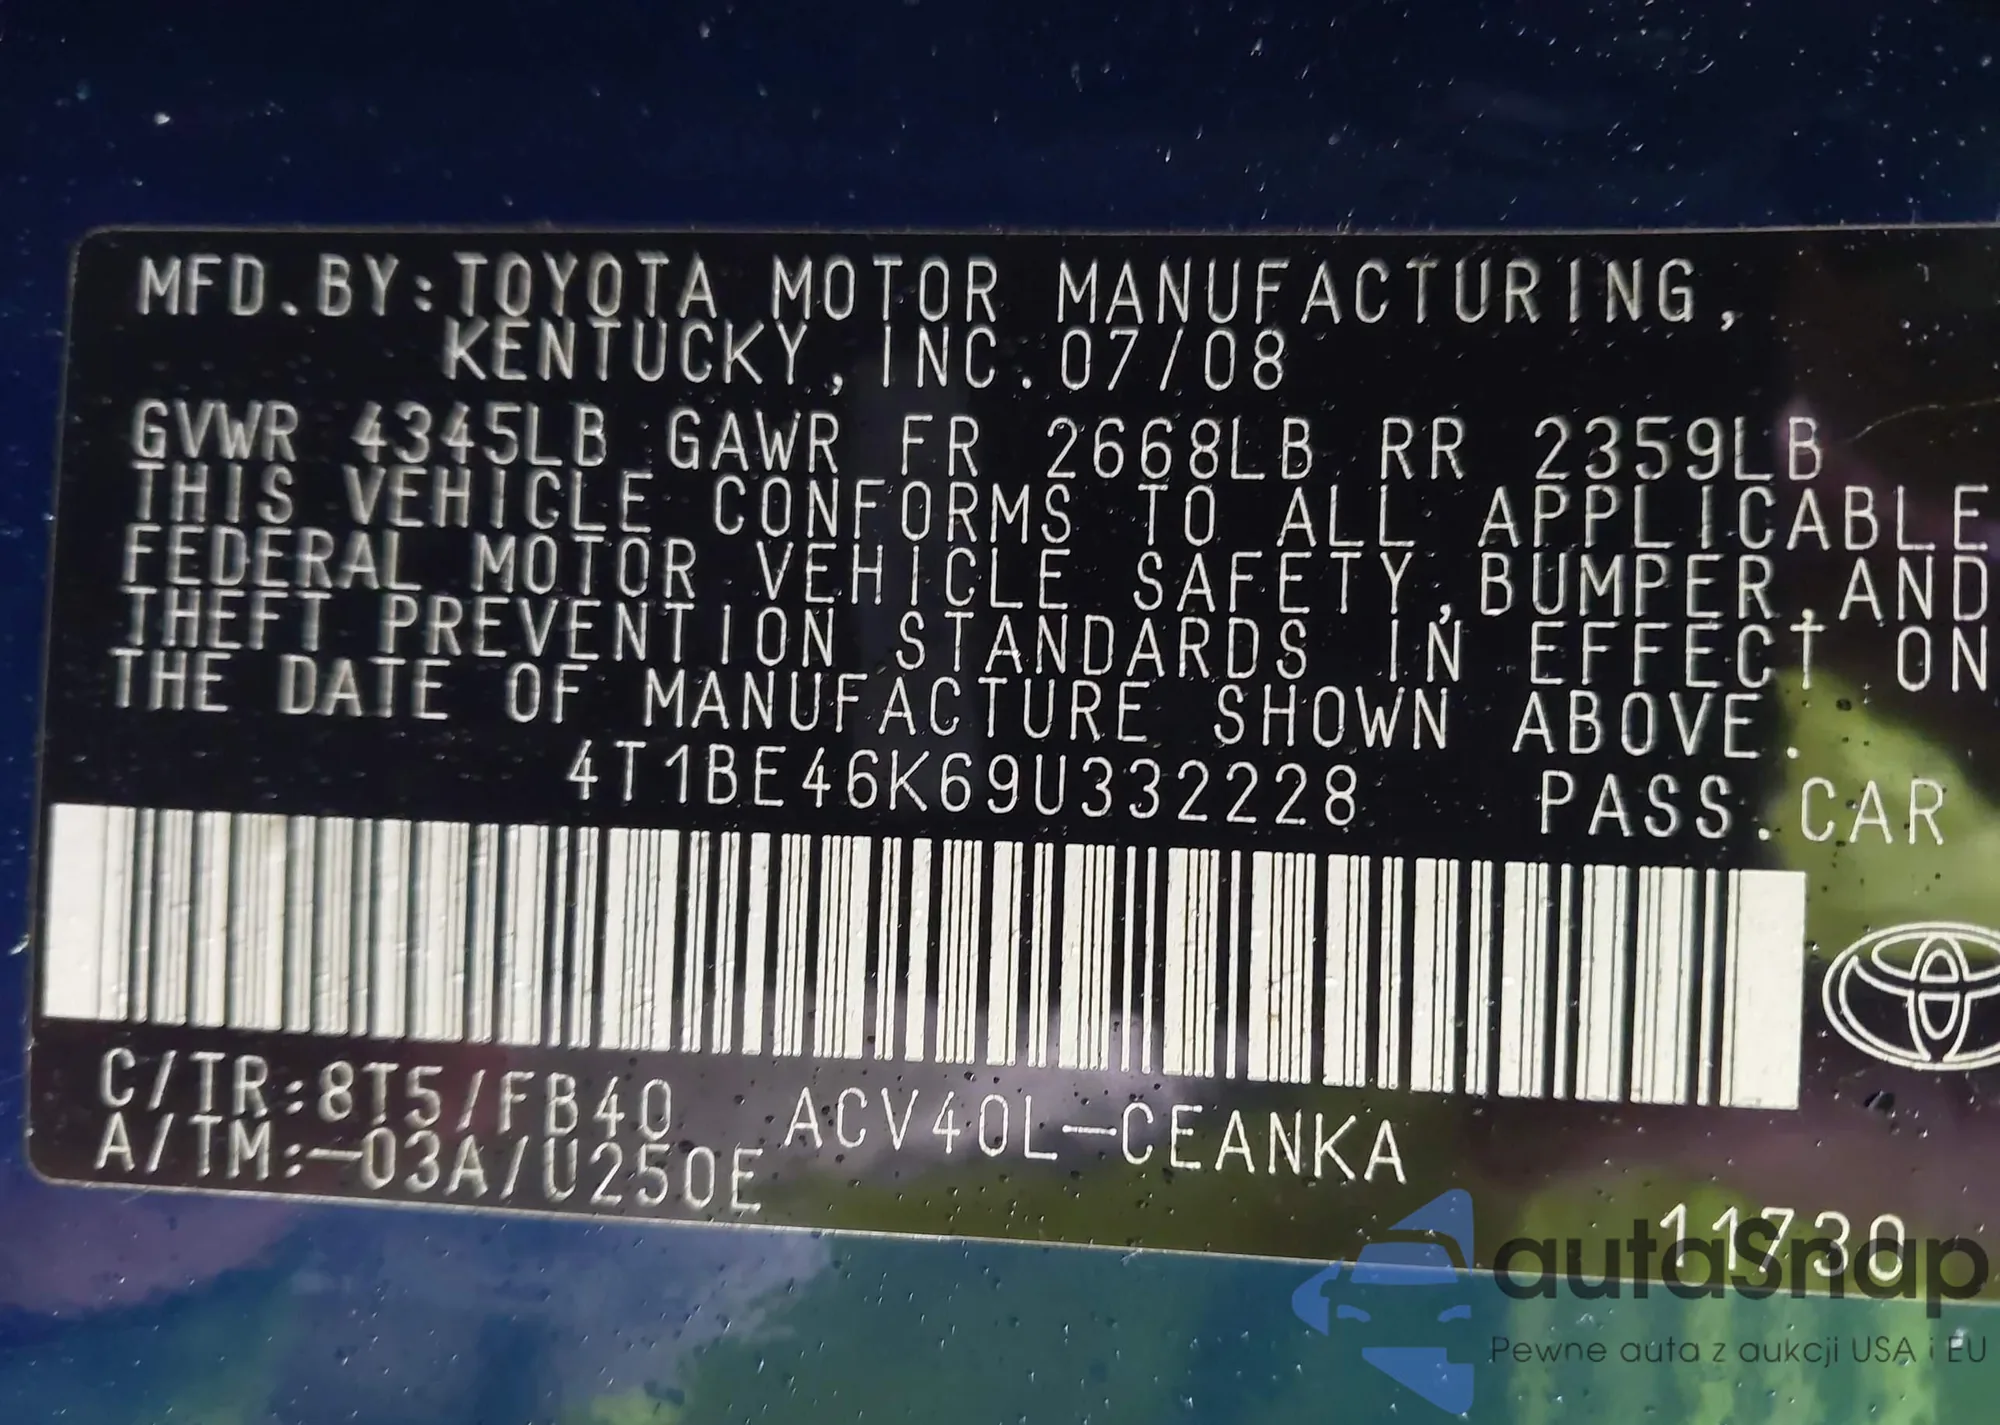 MFD.BY:TOYOTA MOTOR MANUFACTURING,
KENTUCKY, INC.07/08
GVWR 4345LB GAWR FR 2668LB RR 2359LB
THIS VEHICLE CONFORMS TO ALL APPLICABLE
FEDERAL MOTOR VEHICLE SAFETY,BUMPER,AND
THEFT PREVENTION STANDARDS IN EFFECT ON
THE DATE OF MANUFACTURE SHOWN ABOVE.
4T1BE46K69U332228 PASS.CAR
C/TR:8T5/FB40 ACV40L-CEANKA
A/TM:-03A/U250E
11730
autaSnap
Pewne auta z aukcji USA i EU